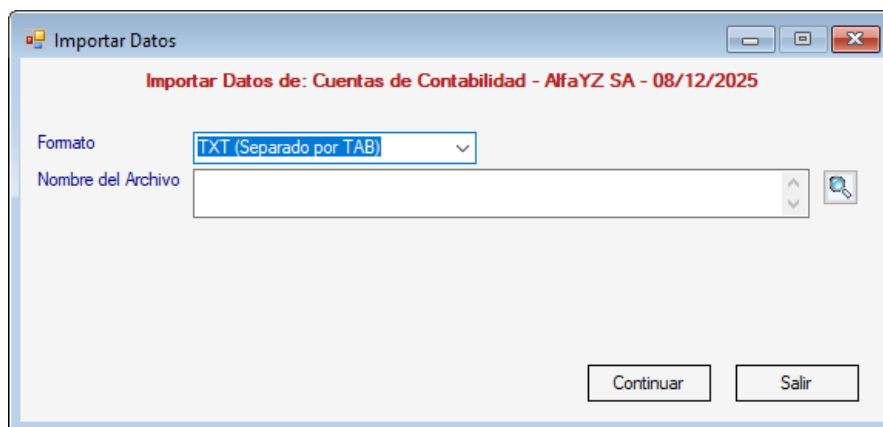 Importar Datos
Importar Datos de: Cuentas de Contabilidad - AlfaYZ SA - 08/12/2025
Formato
TXT (Separado por TAB)
Nombre del Archivo
Continuar
Salir